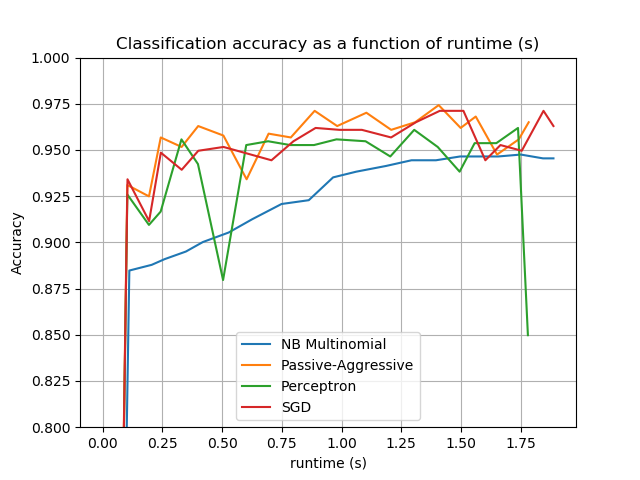 Classification accuracy as a function of runtime (s)
1.000
0.975
0.950
0.925
0.900
0.875
0.850
0.825
0.800
Accuracy
NB Multinomial
Passive-Aggressive
Perceptron
SGD
0.00 0.25 0.50 0.75 1.00 1.25 1.50 1.75
runtime (s)